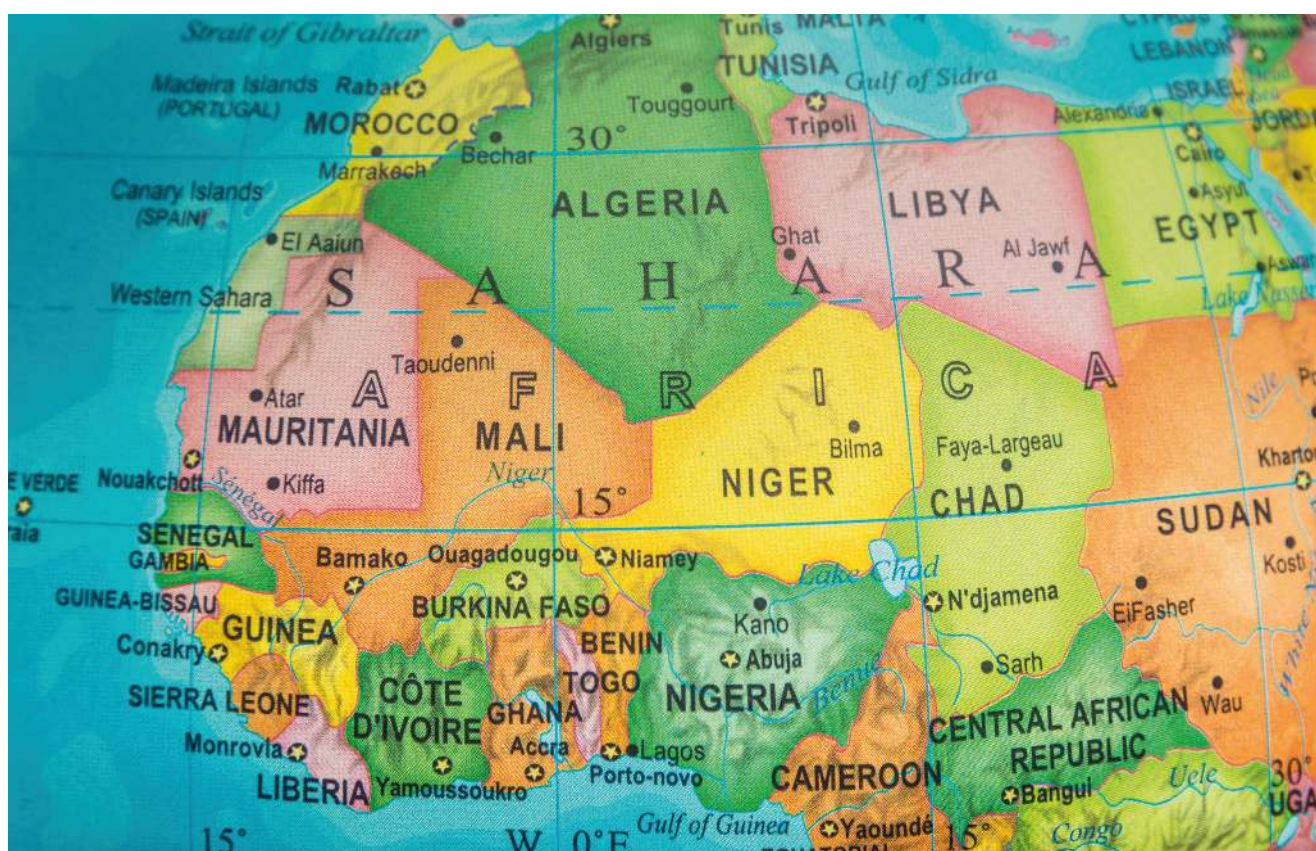 Strait of Gibraltar
Algiers
Tunis
MALTA
TUNISIA
LEBANON
Madeira Islands
(PORTUGAL)
Rabat
Touggourt
Gulf of Sidra
ISRAEL
MOROCCO
Bechar
30°
Tripoli
Alexandria
Cairo
Marrakech
Canary Islands
(SPAIN)
ALGERIA
LIBYA
Asyut
EGYPT
El Aaiun
Ghat
Al Jawf
Western Sahara
S A H A R A
Taoudenni
Atar
A F R I C A
Nile
MAURITANIA
MALI
Bilma
Faya-Largeau
E VERDE
Nouakchott
Kiffa
Sénégal
Niger
NIGER
CHAD
15°
SUDAN
raia
SENEGAL
GAMBIA
Bamako
Ouagadougou
Niamey
Lake Chad
Kosti
GUINEA-BISSAU
BURKINA FASO
Kano
N'djamena
EiFasher
GUINEA
BENIN
Conakry
Abuja
Sarh
SIERRA LEONE
CÔTE
D'IVOIRE
GHANA
TOGO
NIGERIA
Benue
CENTRAL AFRICAN
REPUBLIC
Wau
Monrovia
Accra
Lagos
Porto-novo
LIBERIA
Yamoussoukro
CAMEROON
Bangui
Uele
30°
15°
W 0° E
Gulf of Guinea
Yaoundé
15°
Congo